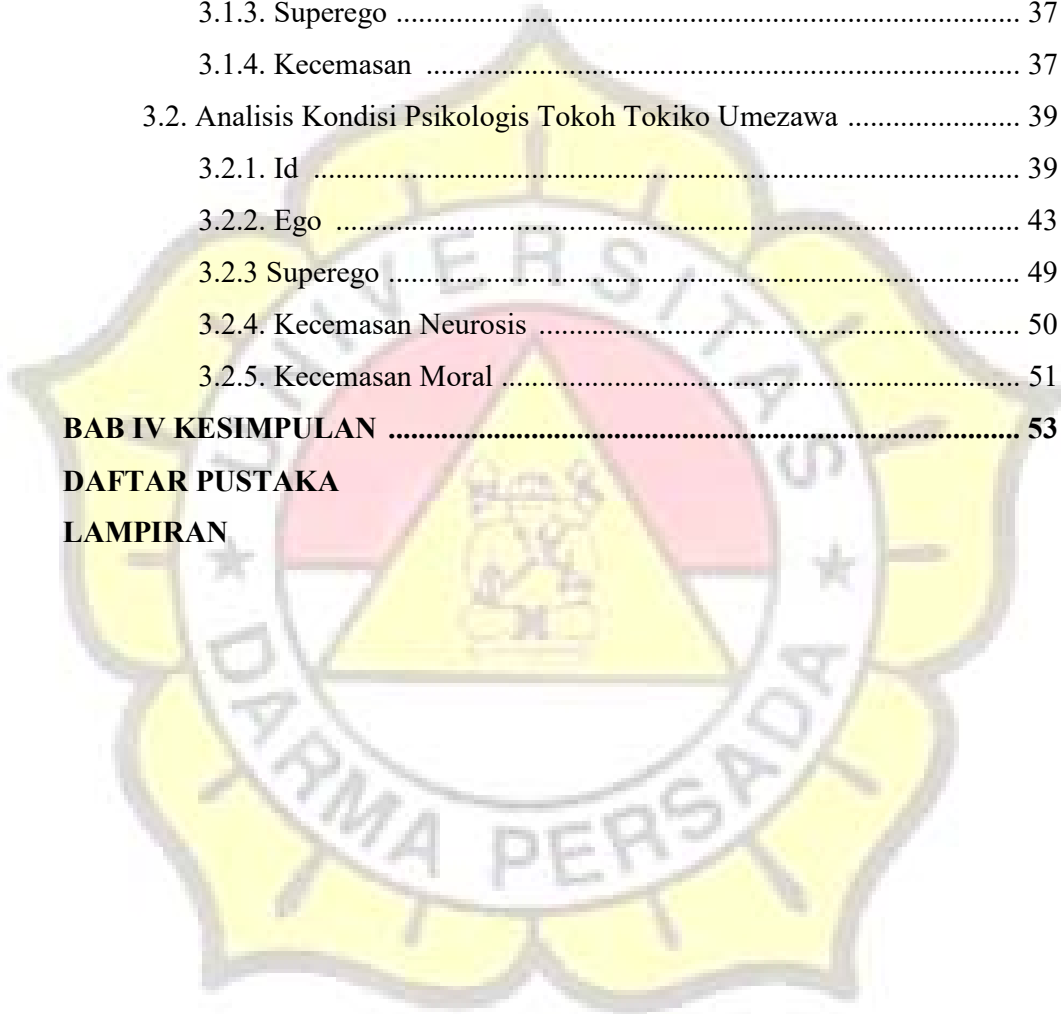 3.1.3. Superego ........................................................................................ 37
3.1.4. Kecemasan .................................................................................... 37
3.2. Analisis Kondisi Psikologis Tokoh Tokiko Umezawa ...................... 39
3.2.1. Id .................................................................................................. 39
3.2.2. Ego ............................................................................................... 43
3.2.3 Superego ......................................................................................... 49
3.2.4. Kecemasan Neurosis ..................................................................... 50
3.2.5. Kecemasan Moral .......................................................................... 51
BAB IV KESIMPULAN ...................................................................................... 53
DAFTAR PUSTAKA
LAMPIRAN
UNIVERSITAS
DARMA PERSADA